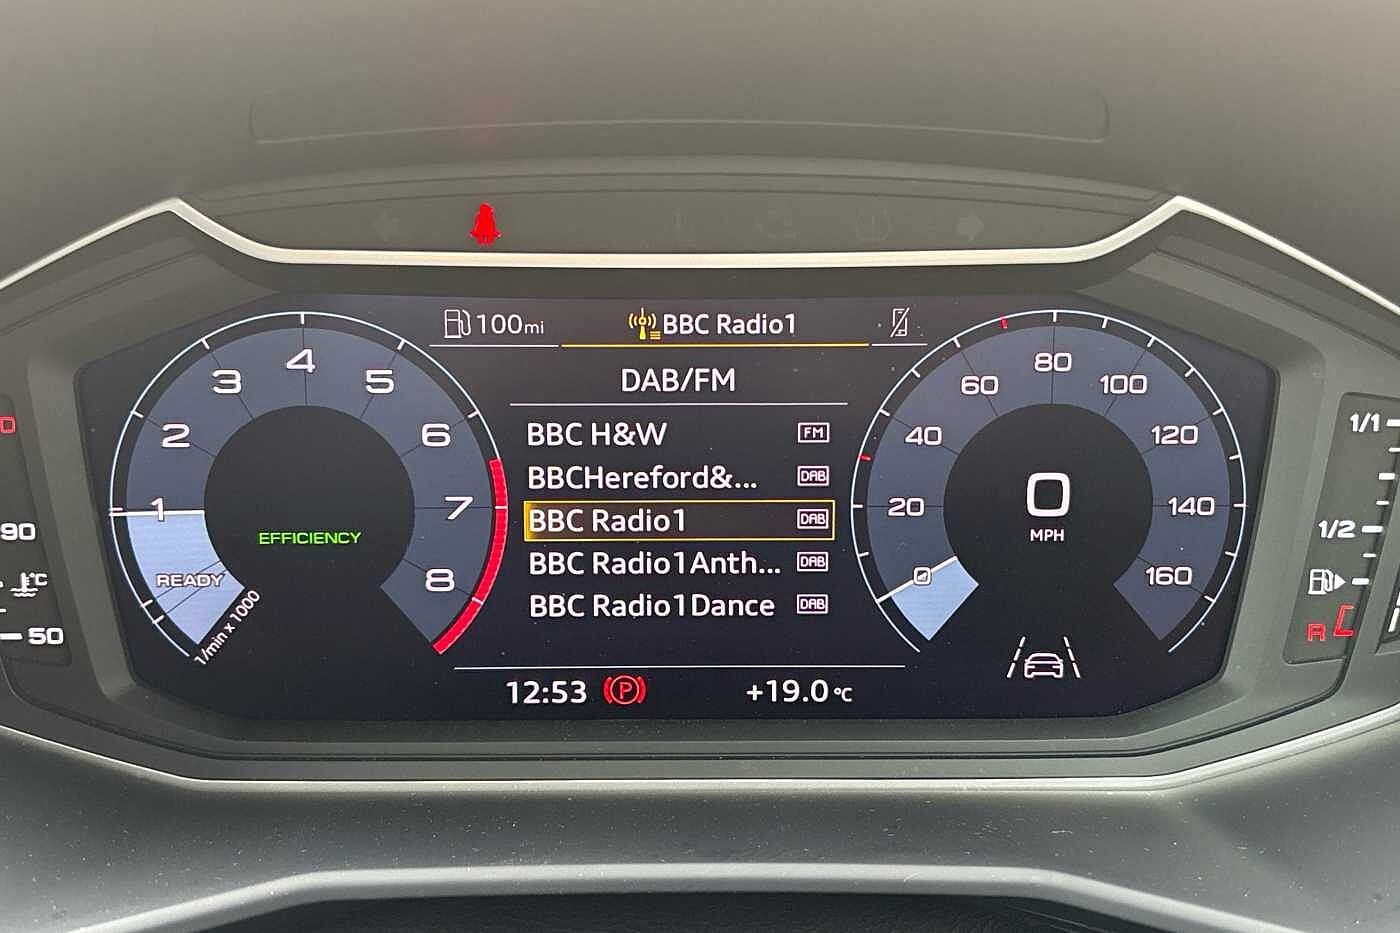 100mi
BBC Radio1
DAB/FM
BBC H&W FM
BBCHereford&... DAB
BBC Radio1 DAB
BBC Radio1Anth... DAB
BBC Radio1Dance DAB
12:53
P
+19.0°C
1
2
3
4
5
6
7
8
READY
1/min x 1000
EFFICIENCY
0
20
40
60
80
100
120
140
160
0
MPH
90
°C
50
1/1
1/2
R